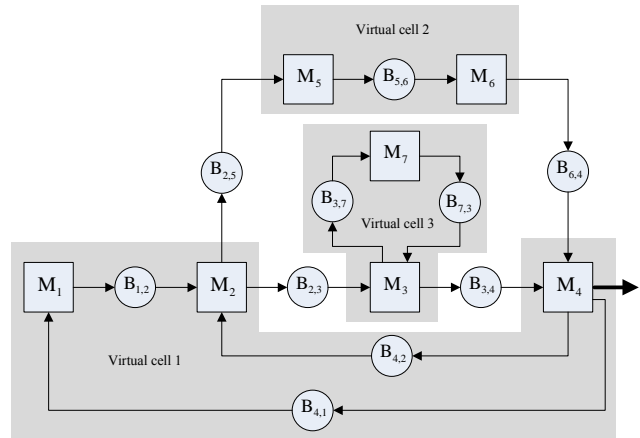 Virtual cell 2
M5
B5,6
M6
M7
B2,5
B6,4
B3,7
B7,3
Virtual cell 3
M1
B1,2
M2
B2,3
M3
B3,4
M4
B4,2
Virtual cell 1
B4,1